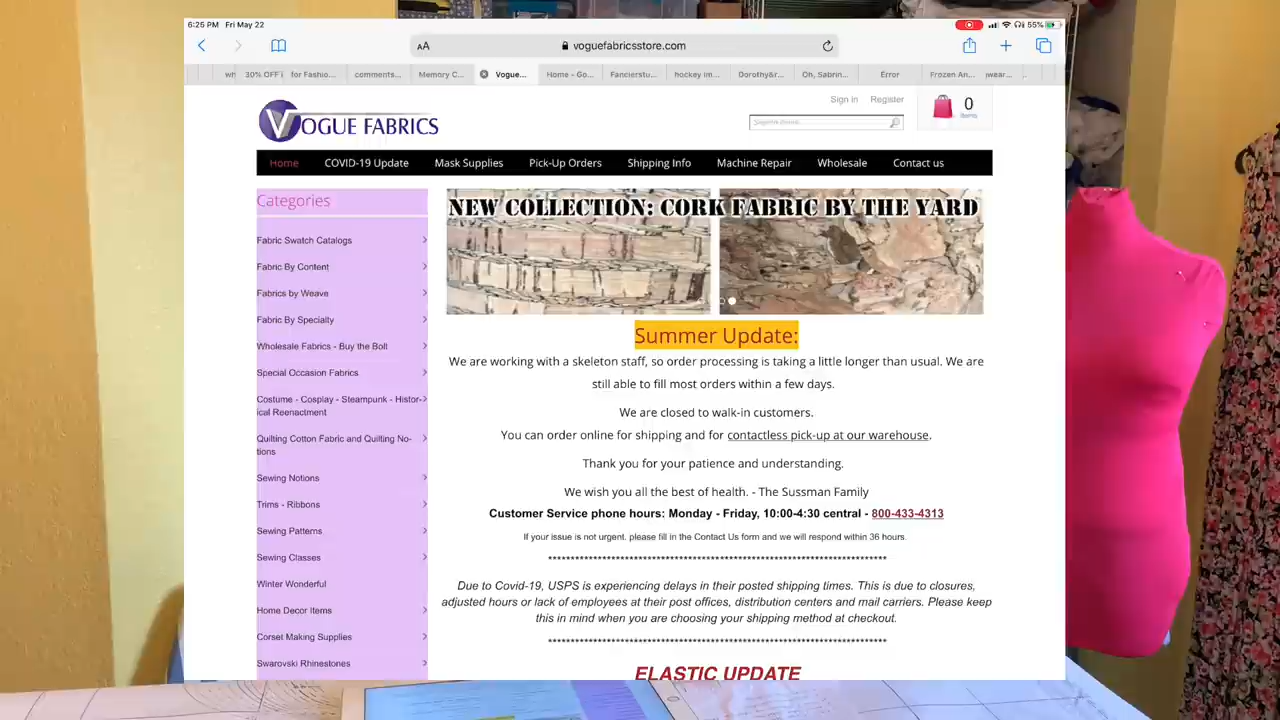 6:25 PM Fri May 22
55%
AA
voguefabricsstore.com
30% OFF
for Fashio...
comments...
Memory C...
Vogue...
Home - Go...
Fancierstu...
hockey im...
Dorothy&r...
Oh, Sabrin...
Error
Frozen An...
Sign In Register
0
items
VOGUE FABRICS
Home COVID-19 Update Mask Supplies Pick-Up Orders Shipping Info Machine Repair Wholesale Contact us
Categories
Fabric Swatch Catalogs
Fabric By Content
Fabrics by Weave
Fabric By Specialty
Wholesale Fabrics - Buy the Bolt
Special Occasion Fabrics
Costume - Cosplay - Steampunk - Histor-
ical Reenactment
Quilting Cotton Fabric and Quilting No-
tions
Sewing Notions
Trims - Ribbons
Sewing Patterns
Sewing Classes
Winter Wonderful
Home Decor Items
Corset Making Supplies
Swarovski Rhinestones
NEW COLLECTION: CORK FABRIC BY THE YARD
Summer Update:
We are working with a skeleton staff, so order processing is taking a little longer than usual. We are
still able to fill most orders within a few days.
We are closed to walk-in customers.
You can order online for shipping and for contactless pick-up at our warehouse.
Thank you for your patience and understanding.
We wish you all the best of health. - The Sussman Family
Customer Service phone hours: Monday - Friday, 10:00-4:30 central - 800-433-4313
If your issue is not urgent, please fill in the Contact Us form and we will respond within 36 hours.
Due to Covid-19, USPS is experiencing delays in their posted shipping times. This is due to closures,
adjusted hours or lack of employees at their post offices, distribution centers and mail carriers. Please keep
this in mind when you are choosing your shipping method at checkout.
ELASTIC UPDATE